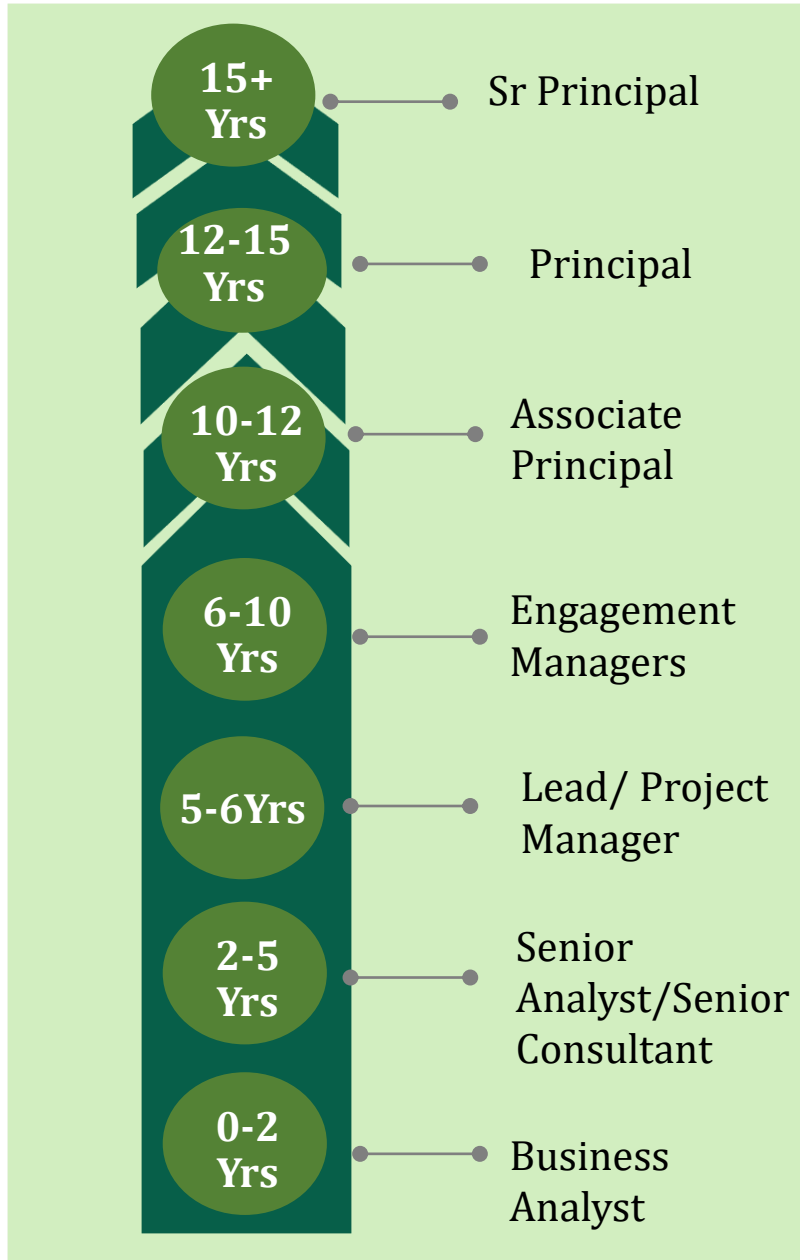 15+
Yrs
Sr Principal
12-15
Yrs
Principal
10-12
Yrs
Associate
Principal
6-10
Yrs
Engagement
Managers
5-6Yrs
Lead/ Project
Manager
2-5
Yrs
Senior
Analyst/Senior
Consultant
0-2
Yrs
Business
Analyst